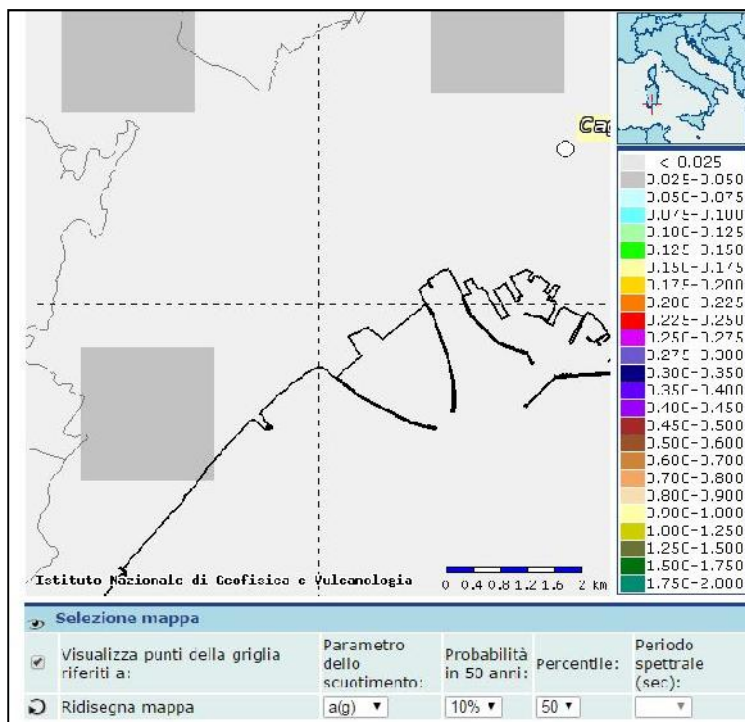 Cag
< 0.025
0.025-0.050
0.050-0.075
0.075-0.100
0.100-0.125
0.125-0.150
0.150-0.175
0.175-0.200
0.200-0.225
0.225-0.250
0.250-0.275
0.275-0.300
0.300-0.350
0.350-0.400
0.400-0.450
0.450-0.500
0.500-0.600
0.600-0.700
0.700-0.800
0.800-0.900
0.900-1.000
1.000-1.250
1.250-1.500
1.500-1.750
1.750-2.000
Istituto Nazionale di Geofisica e Vulcanologia
0 0.4 0.8 1.2 1.6 2 km
Selezione mappa
Visualizza punti della griglia riferiti a:
Parametro dello scuotimento:
Probabilità in 50 anni:
Percentile:
Periodo spettrale (sec):
Ridisegna mappa
a(g)
10%
50